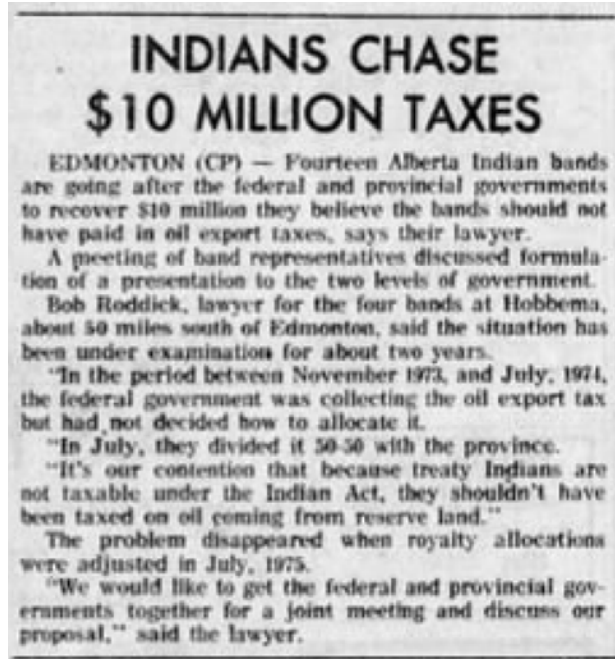 INDIANS CHASE
$10 MILLION TAXES
EDMONTON (CP) — Fourteen Alberta Indian bands
are going after the federal and provincial governments
to recover $10 million they believe the bands should not
have paid in oil export taxes, says their lawyer.
A meeting of band representatives discussed formula-
tion of a presentation to the two levels of government.
Bob Roddick, lawyer for the four bands at Hobbema,
about 50 miles south of Edmonton, said the situation has
been under examination for about two years.
"In the period between November 1973, and July, 1974,
the federal government was collecting the oil export tax
but had not decided how to allocate it.
"In July, they divided it 50-50 with the province.
"It's our contention that because treaty Indians are
not taxable under the Indian Act, they shouldn't have
been taxed on oil coming from reserve land."
The problem disappeared when royalty allocations
were adjusted in July, 1975.
"We would like to get the federal and provincial gov-
ernments together for a joint meeting and discuss our
proposal," said the lawyer.